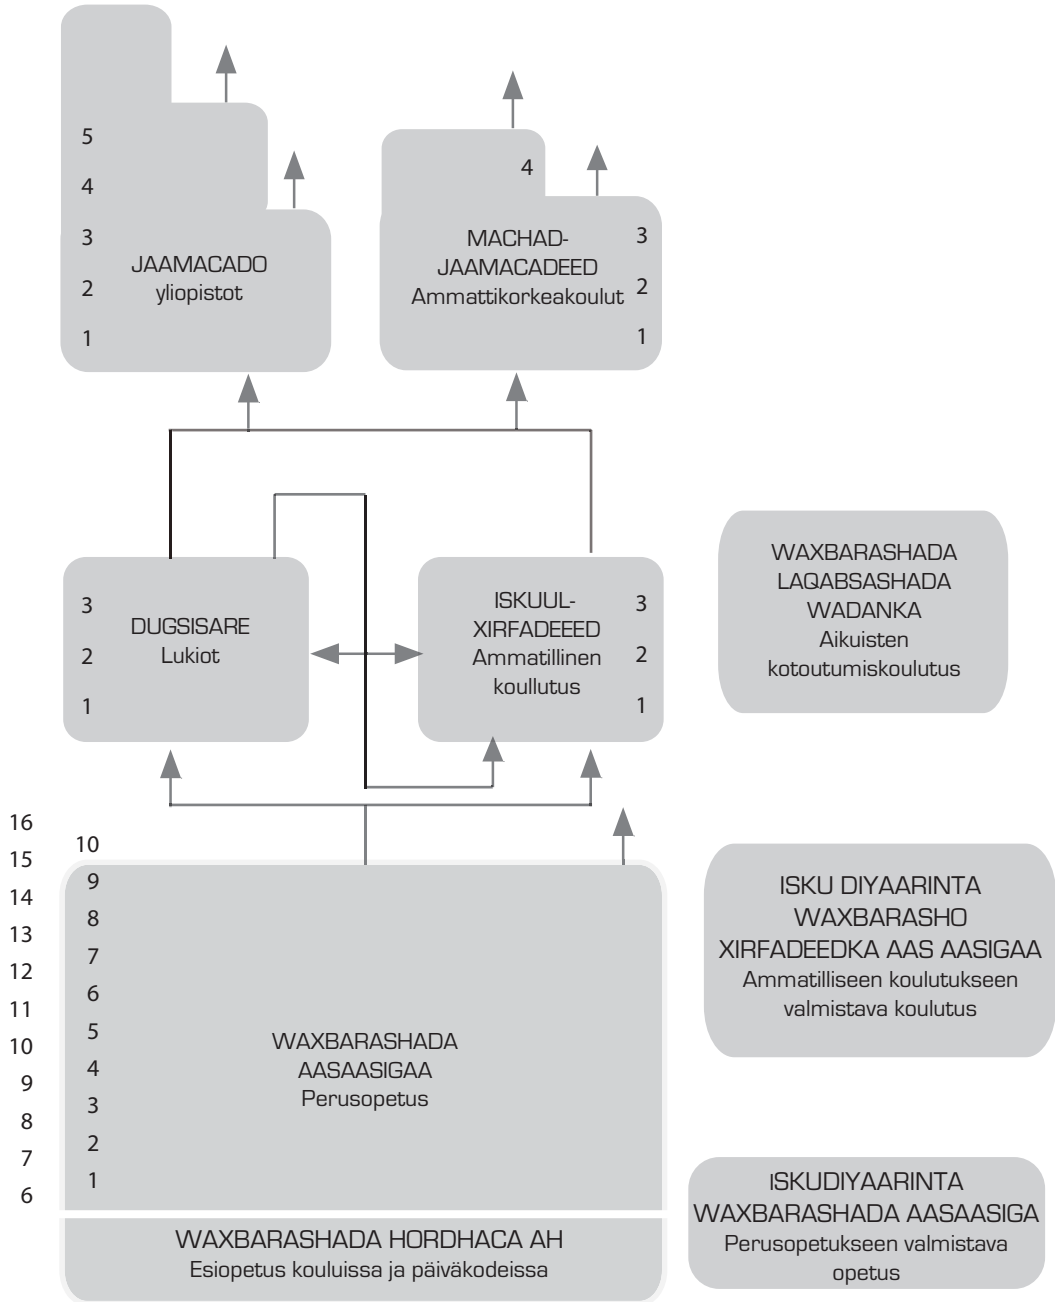 5
4
3
2
1
JAAMACADO
yliopistot
4
MACHAD-
JAAMACADEED
Ammattikorkeakoulut
3
2
1
3
2
1
DUGSISARE
Lukiot
ISKUUL-
XIRFADEEED
Ammatillinen
koullutus
3
2
1
WAXBARASHADA
LAQABSASHADA
WADANKA
Aikuisten
kotoutumiskoulutus
16
15
14
13
12
11
10
9
8
7
6
10
9
8
7
6
5
4
3
2
1
WAXBARASHADA
AASAASIGAA
Perusopetus
ISKU DIYAARINTA
WAXBARASHO
XIRFADEEDKA AAS AASIGAA
Ammatilliseen koulutukseen
valmistava koulutus
WAXBARASHADA HORDHACA AH
Esiopetus kouluissa ja päiväkodeissa
ISKUDIYAARINTA
WAXBARASHADA AASAASIGA
Perusopetukseen valmistava
opetus